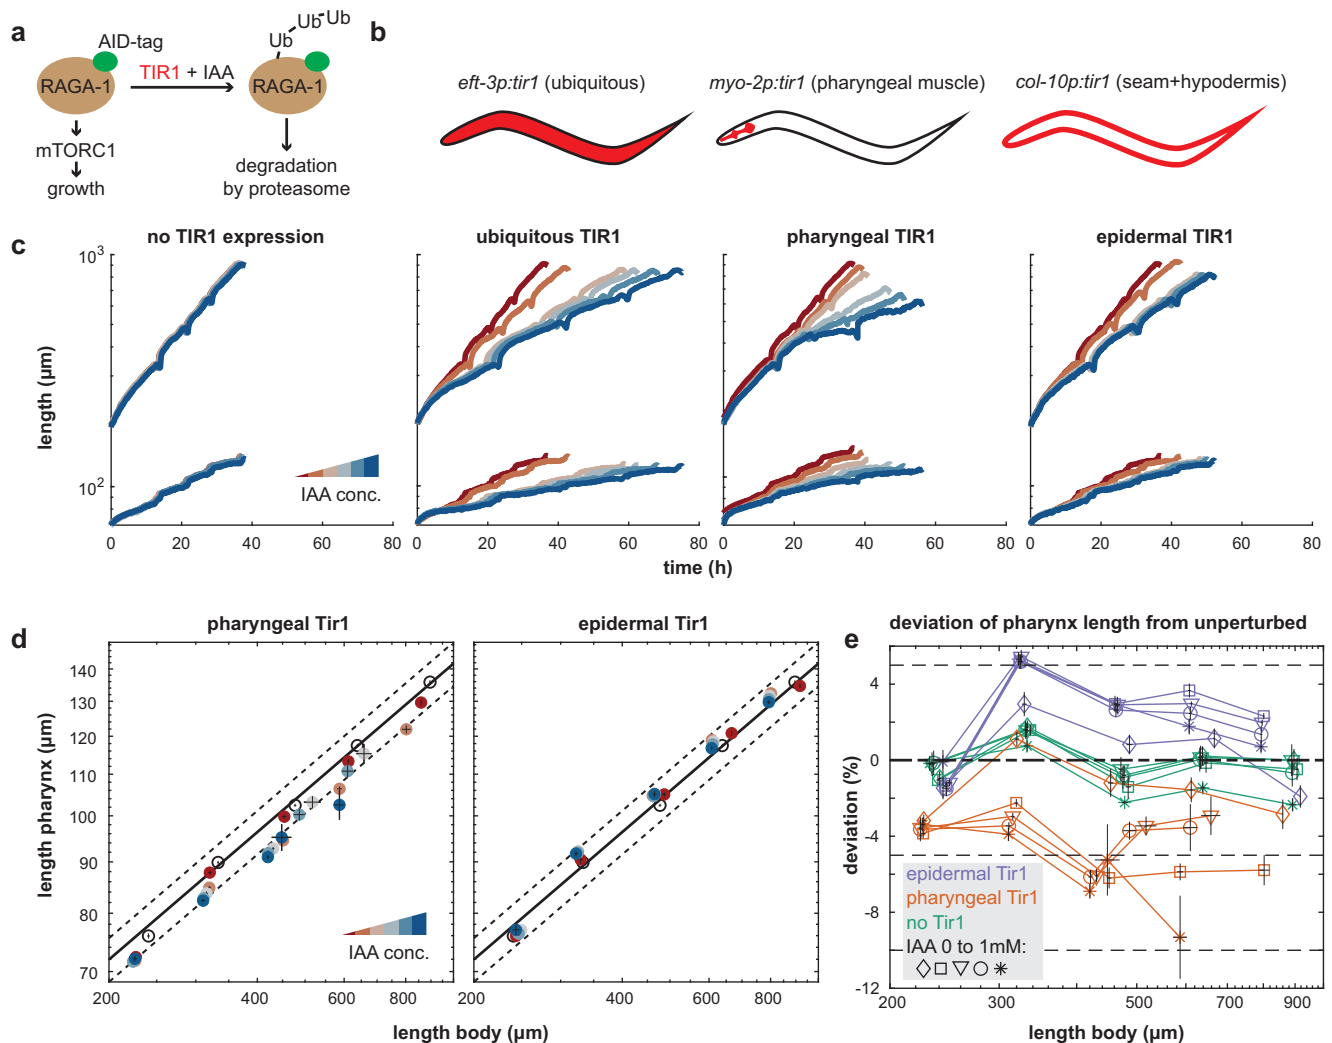 a
AID-tag
RAGA-1
TIR1 + IAA
Ub
Ub
Ub
RAGA-1
mTORC1
growth
degradation
by proteasome
b
eft-3p:tir1 (ubiquitous)
myo-2p:tir1 (pharyngeal muscle)
col-10p:tir1 (seam+hypodermis)
c
no TIR1 expression
ubiquitous TIR1
pharyngeal TIR1
epidermal TIR1
length (µm)
10³
10²
IAA conc.
0 20 40 60 80
0 20 40 60 80
0 20 40 60 80
0 20 40 60 80
time (h)
d
pharyngeal Tir1
epidermal Tir1
length pharynx (µm)
140
130
120
110
100
90
80
70
IAA conc.
200 400 600 800
200 400 600 800
length body (µm)
e
deviation of pharynx length from unperturbed
deviation (%)
4
0
-4
-8
-12
epidermal Tir1
pharyngeal Tir1
no Tir1
IAA 0 to 1mM:
200 300 500 700 900
length body (µm)